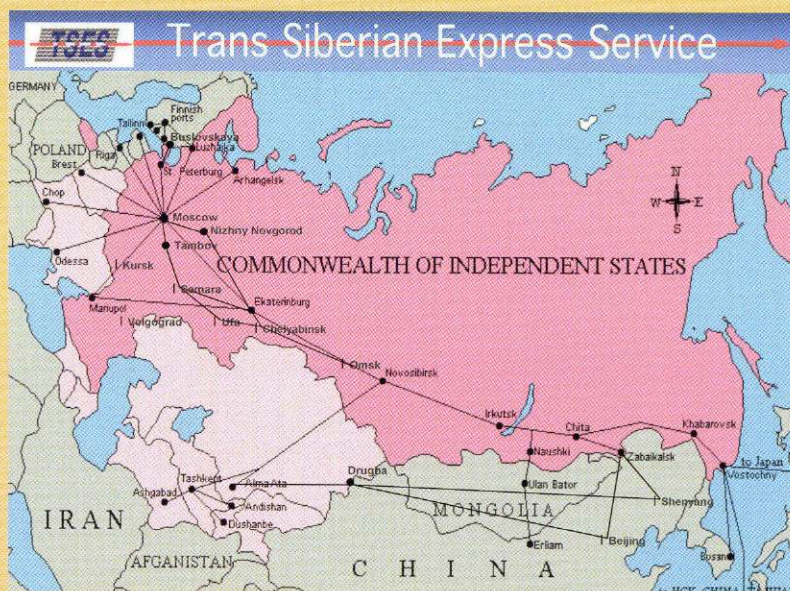 TSES Trans Siberian Express Service
GERMANY
Finnish
ports
Tallinn
Buslovskaya
POLAND
Riga
Luzhaika
Brest
St. Peterburg
Arhangelsk
Chop
N
W E
S
Moscow
Nizhny Novgorod
Tambov
Odessa
Kursk
COMMONWEALTH OF INDEPENDENT STATES
Samara
Ekaterinburg
Manupol
Volgograd
Ufa
Chelyabinsk
Omsk
Novosibirsk
Irkutsk
Chita
Khabarovsk
Naushki
Zabaikalsk
to Japan
Vostochny
Drugba
Tashkent
Alma Ata
Ulan Bator
Ashgabad
Shenyang
Andishan
MONGOLIA
IRAN
Dushanbe
Beijing
Erliam
Busan
AFGANISTAN
CHINA